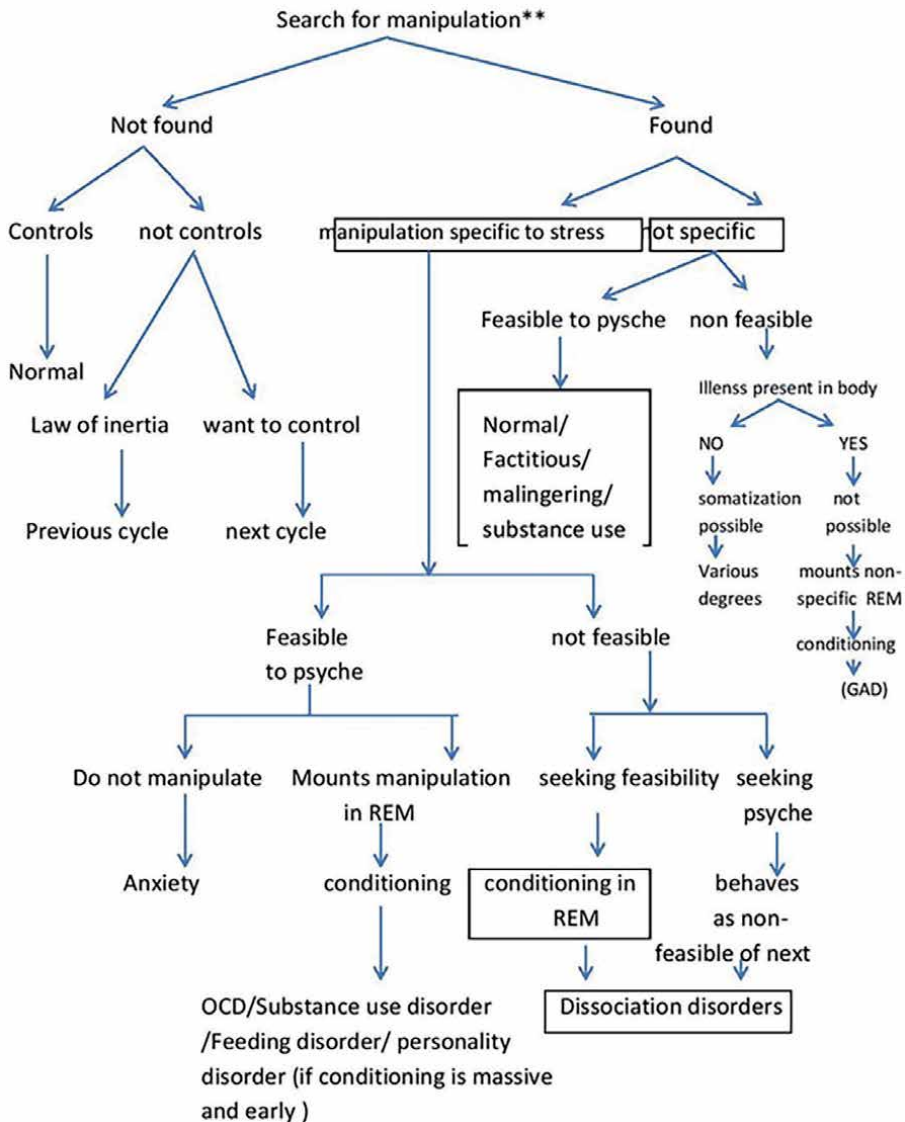 Search for manipulation**
Not found
Found
Controls
not controls
manipulation specific to stress
not specific
Feasible to pysche
non feasible
Normal
Illenss present in body
Law of inertia
want to control
Normal/
Factitious/
malingering/
substance use
NO
YES
somatization
possible
not
possible
Previous cycle
next cycle
Various
degrees
mounts non-
specific REM
conditioning
(GAD)
Feasible
to psyche
not feasible
Do not manipulate
Mounts manipulation
in REM
seeking feasibility
seeking
psyche
Anxiety
conditioning
conditioning in
REM
behaves
as non-
feasible of next
OCD/Substance use disorder
/Feeding disorder/ personality
disorder (if conditioning is massive
and early )
Dissociation disorders